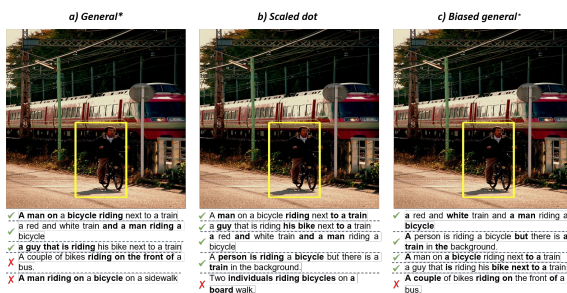 a) General*
b) Scaled dot
c) Biased general*
✓ A man on a bicycle riding next to a train
✓ a red and white train and a man riding a
bicycle
✓ a guy that is riding his bike next to a train
✗ A couple of bikes riding on the front of a
bus.
✗ A man riding on a bicycle on a sidewalk
✓ A man on a bicycle riding next to a train
✓ a guy that is riding his bike next to a train
✓ a red and white train and a man riding a
bicycle
✓ A person is riding a bicycle but there is a
train in the background.
✗ Two individuals riding bicycles on a
board walk.
✓ a red and white train and a man riding a
bicycle
✓ A person is riding a bicycle but there is a
train in the background.
✓ A man on a bicycle riding next to a train
✓ a guy that is riding his bike next to a train
✗ A couple of bikes riding on the front of a
bus.